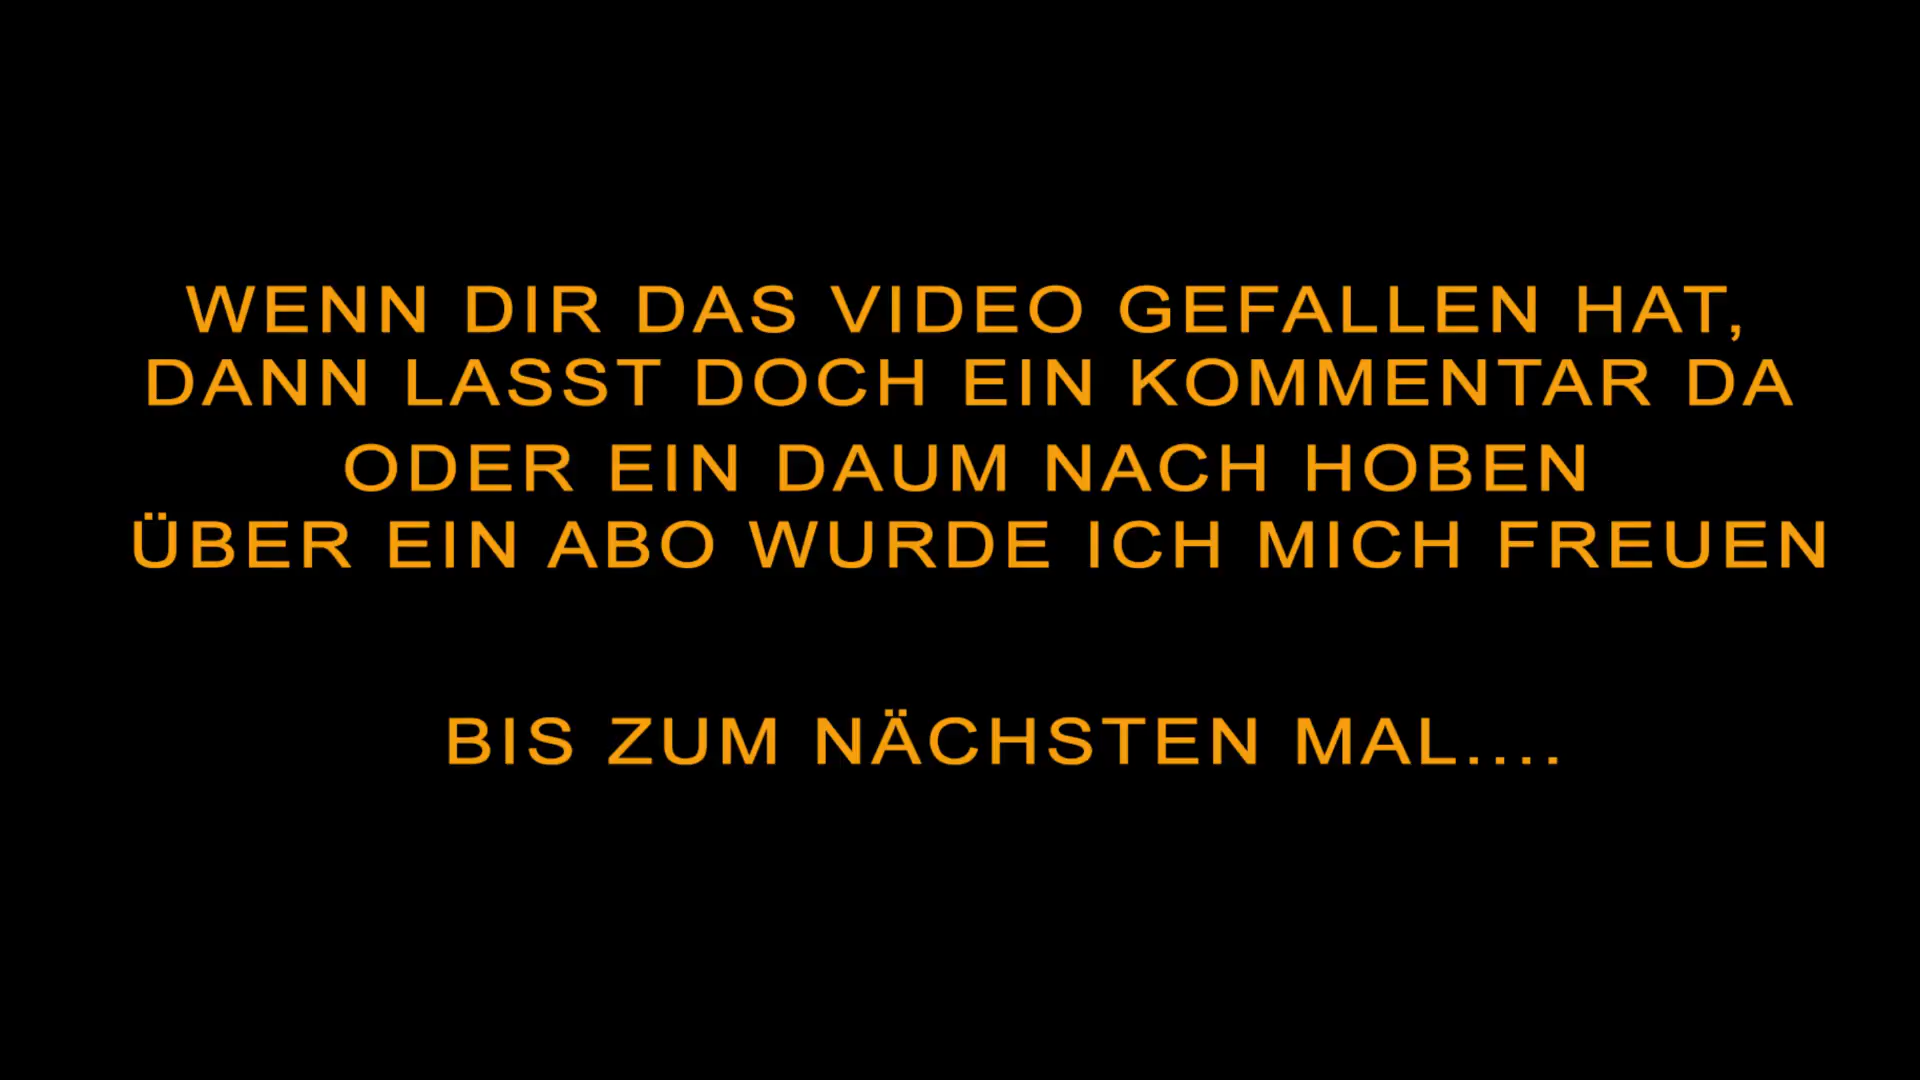 WENN DIR DAS VIDEO GEFALLEN HAT,
DANN LASST DOCH EIN KOMMENTAR DA
ODER EIN DAUM NACH HOBEN
ÜBER EIN ABO WURDE ICH MICH FREUEN
BIS ZUM NÄCHSTEN MAL....